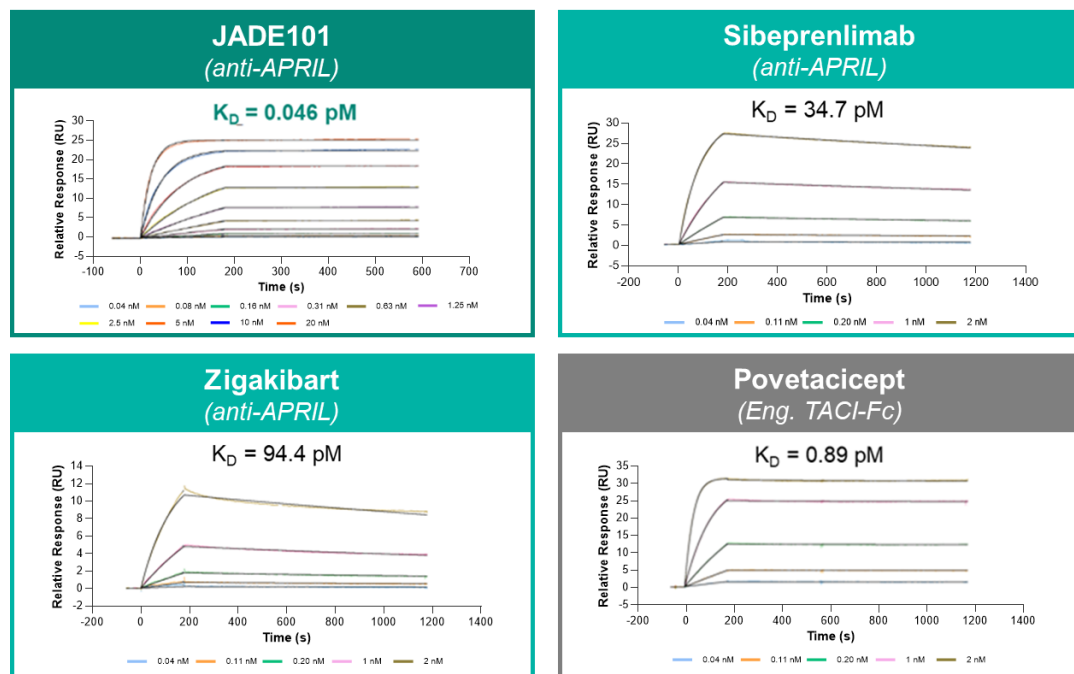 JADE101
(anti-APRIL)
K_D = 0.046 pM
Relative Response (RU)
30
25
20
15
10
5
0
-5
-100 0 100 200 300 400 500 600 700
Time (s)
0.04 nM 0.08 nM 0.16 nM 0.31 nM 0.63 nM 1.25 nM
2.5 nM 5 nM 10 nM 20 nM
Sibeprenlimab
(anti-APRIL)
K_D = 34.7 pM
Relative Response (RU)
30
25
20
15
10
5
0
-5
-200 0 200 400 600 800 1000 1200 1400
Time (s)
0.04 nM 0.11 nM 0.20 nM 1 nM 2 nM
Zigakibart
(anti-APRIL)
K_D = 94.4 pM
Relative Response (RU)
14
12
10
8
6
4
2
0
-2
-200 0 200 400 600 800 1000 1200 1400
Time (s)
0.04 nM 0.11 nM 0.20 nM 1 nM 2 nM
Povetacicept
(Eng. TACI-Fc)
K_D = 0.89 pM
Relative Response (RU)
35
30
25
20
15
10
5
0
-5
-200 0 200 400 600 800 1000 1200 1400
Time (s)
0.04 nM 0.11 nM 0.20 nM 1 nM 2 nM